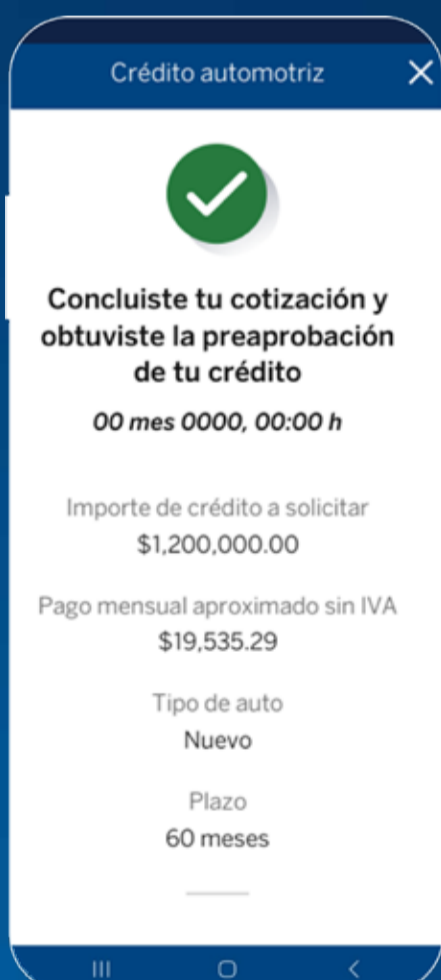 Crédito automotriz
Concluiste tu cotización y
obtuviste la preaprobación
de tu crédito
00 mes 0000, 00:00 h
Importe de crédito a solicitar
$1,200,000.00
Pago mensual aproximado sin IVA
$19,535.29
Tipo de auto
Nuevo
Plazo
60 meses